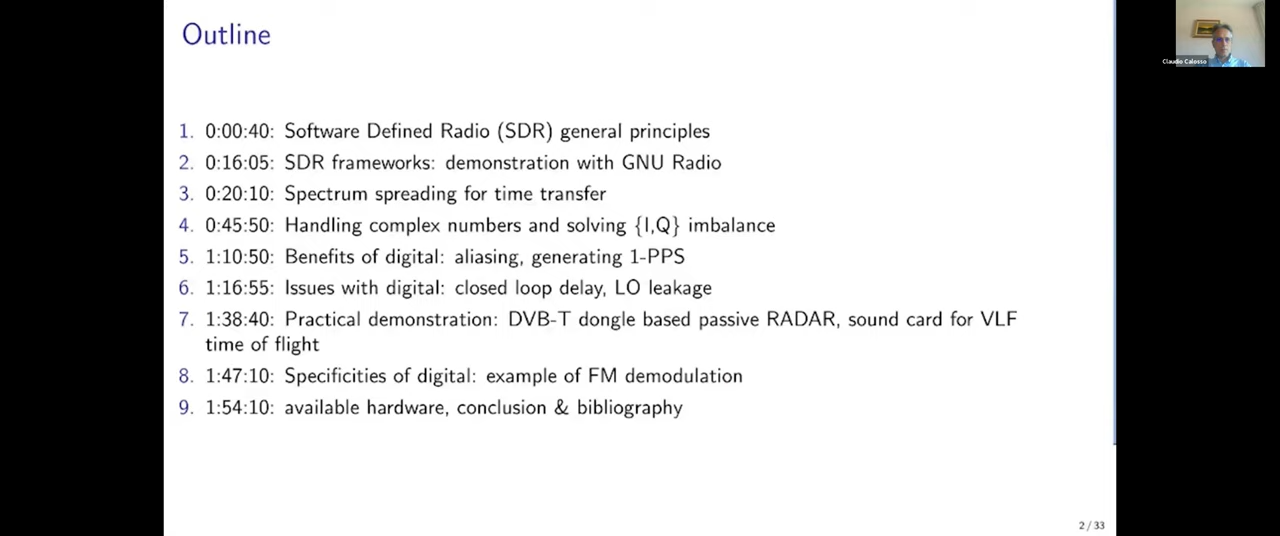 Outline
Claudio Calosso
1. 0:00:40: Software Defined Radio (SDR) general principles
2. 0:16:05: SDR frameworks: demonstration with GNU Radio
3. 0:20:10: Spectrum spreading for time transfer
4. 0:45:50: Handling complex numbers and solving {I,Q} imbalance
5. 1:10:50: Benefits of digital: aliasing, generating 1-PPS
6. 1:16:55: Issues with digital: closed loop delay, LO leakage
7. 1:38:40: Practical demonstration: DVB-T dongle based passive RADAR, sound card for VLF
time of flight
8. 1:47:10: Specificities of digital: example of FM demodulation
9. 1:54:10: available hardware, conclusion & bibliography
2 / 33